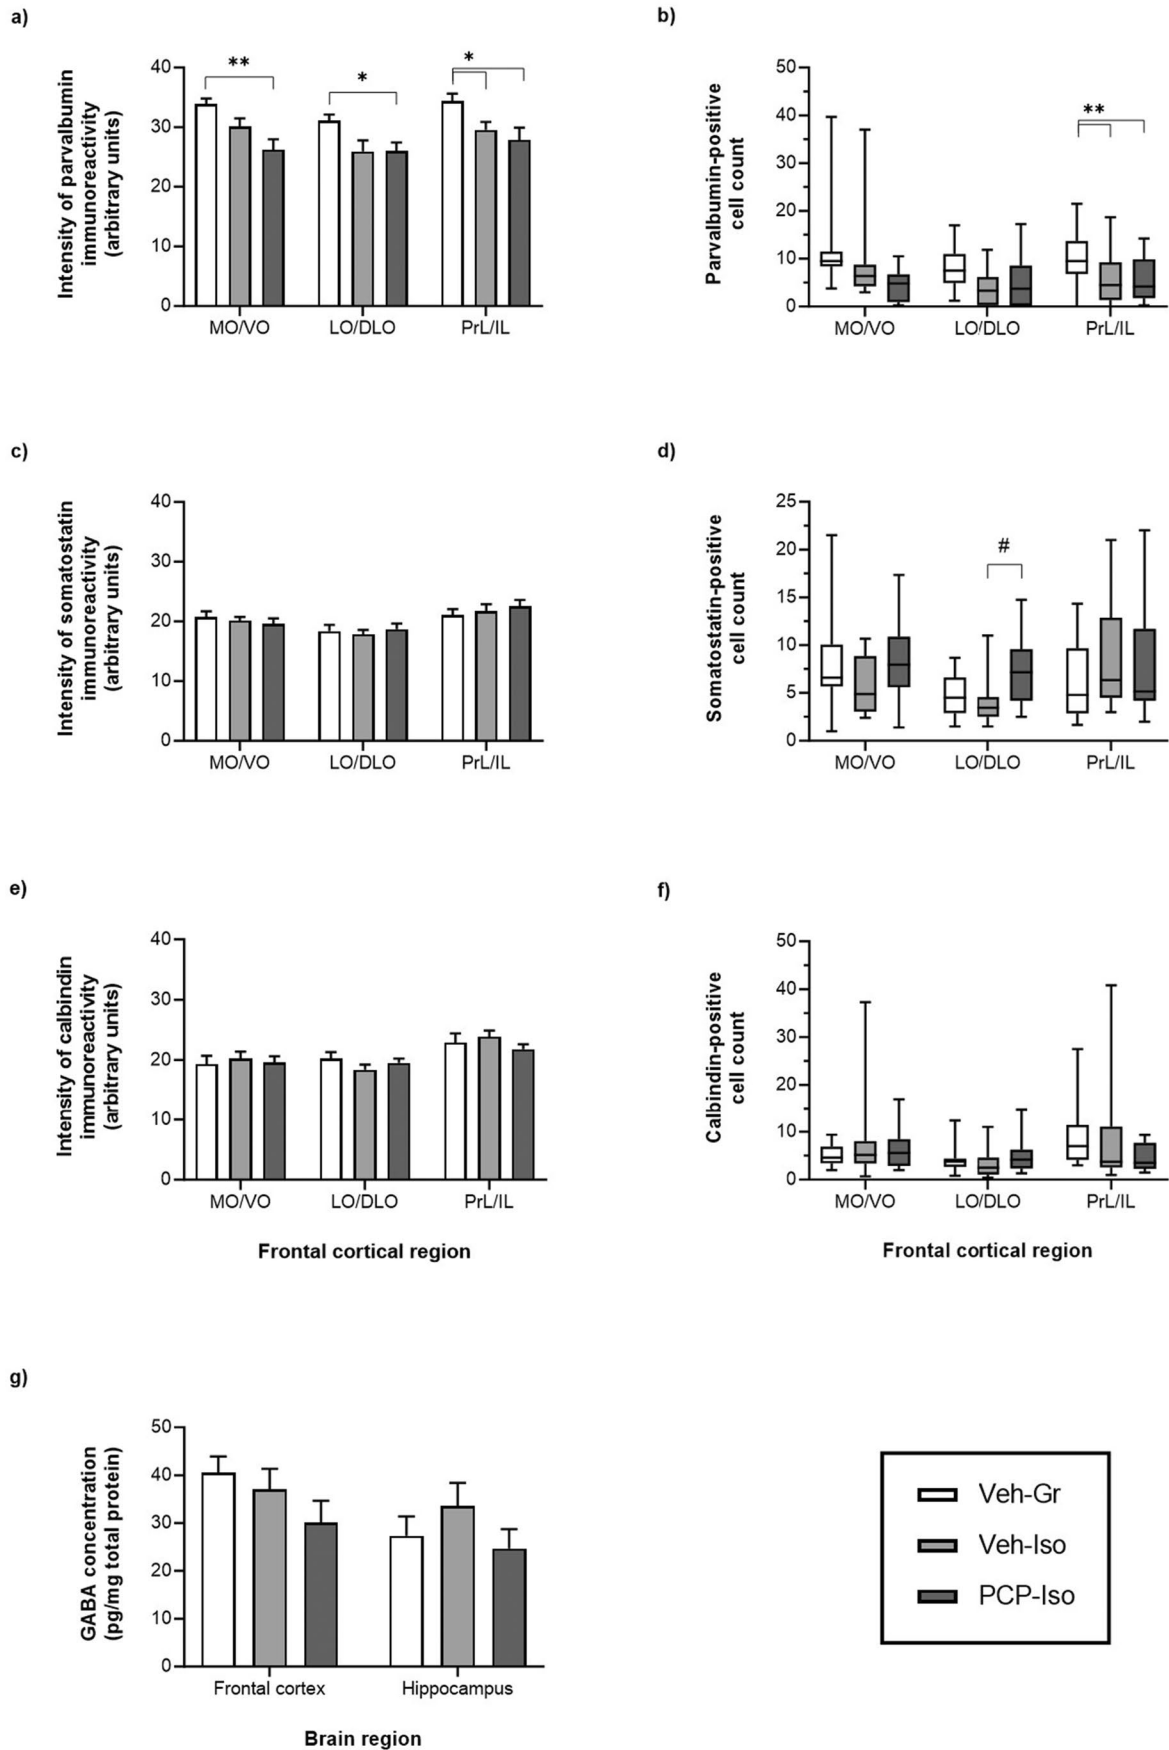 a)
Intensity of parvalbumin
immunoreactivity
(arbitrary units)
40
30
20
10
0
**
*
*
MO/VO
LO/DLO
PrL/IL
b)
Parvalbumin-positive
cell count
50
40
30
20
10
0
**
MO/VO
LO/DLO
PrL/IL
c)
Intensity of somatostatin
immunoreactivity
(arbitrary units)
40
30
20
10
0
MO/VO
LO/DLO
PrL/IL
d)
Somatostatin-positive
cell count
25
20
15
10
5
0
#
MO/VO
LO/DLO
PrL/IL
e)
Intensity of calbindin
immunoreactivity
(arbitrary units)
40
30
20
10
0
MO/VO
LO/DLO
PrL/IL
Frontal cortical region
f)
Calbindin-positive
cell count
50
40
30
20
10
0
MO/VO
LO/DLO
PrL/IL
Frontal cortical region
g)
GABA concentration
(pg/mg total protein)
50
40
30
20
10
0
Frontal cortex
Hippocampus
Brain region
Veh-Gr
Veh-Iso
PCP-Iso